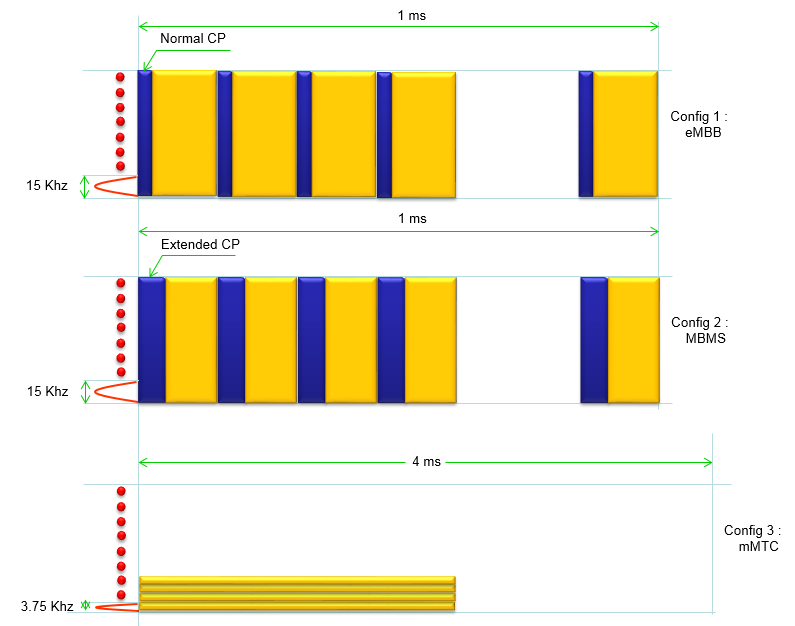 1 ms
Normal CP
Config 1 :
eMBB
15 Khz
1 ms
Extended CP
Config 2 :
MBMS
15 Khz
4 ms
Config 3 :
mMTC
3.75 Khz